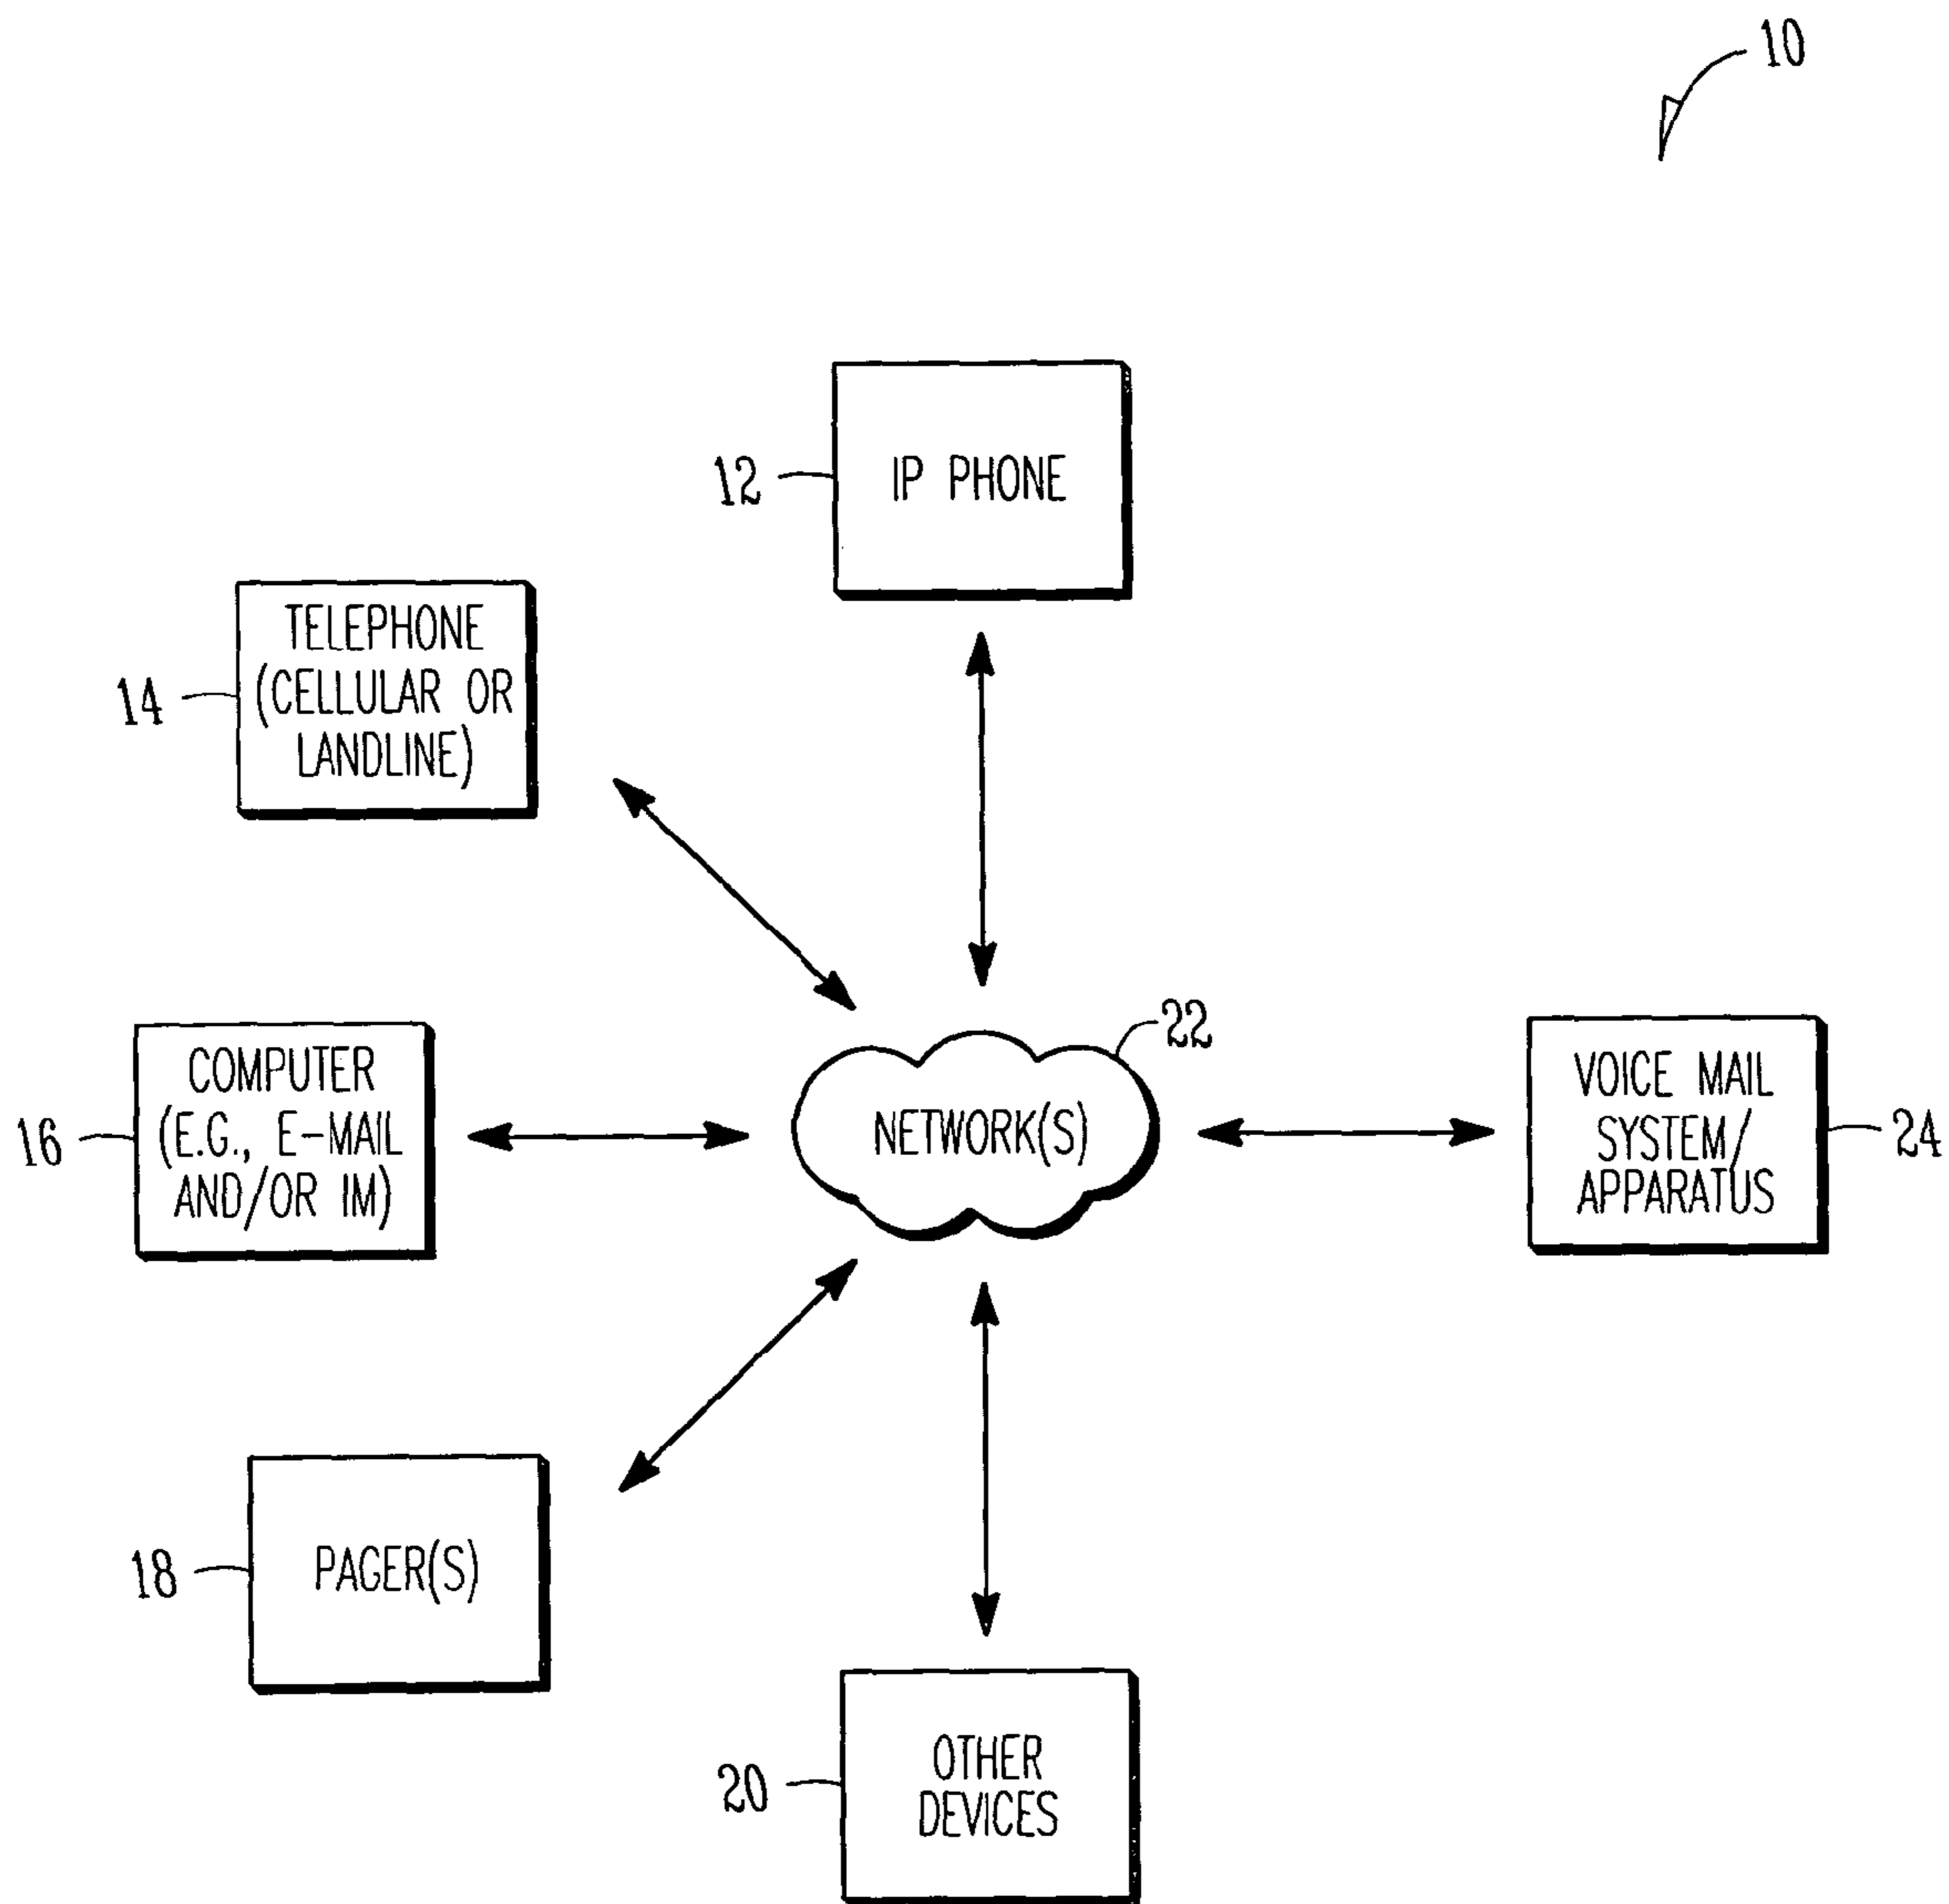 10
12
IP PHONE
14
TELEPHONE
(CELLULAR OR
LANDLINE)
22
NETWORK(S)
16
COMPUTER
(E.G., E-MAIL
AND/OR IM)
VOICE MAIL
SYSTEM/
APPARATUS
24
18
PAGER(S)
20
OTHER
DEVICES